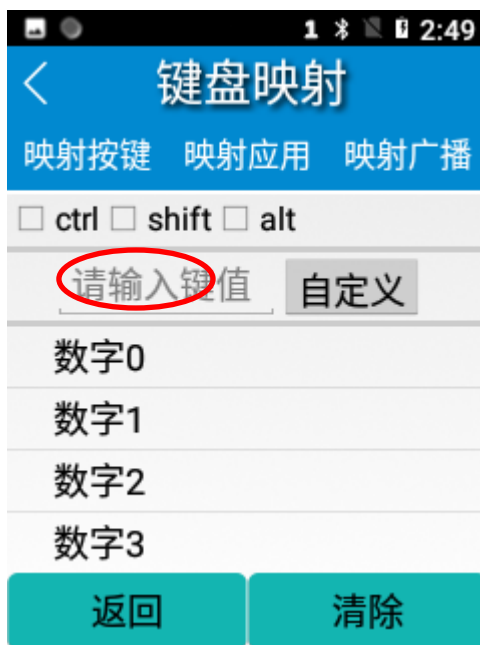 1 2:49
键盘映射
映射按键 映射应用 映射广播
ctrl shift alt
请输入键值 自定义
数字0
数字1
数字2
数字3
返回 清除